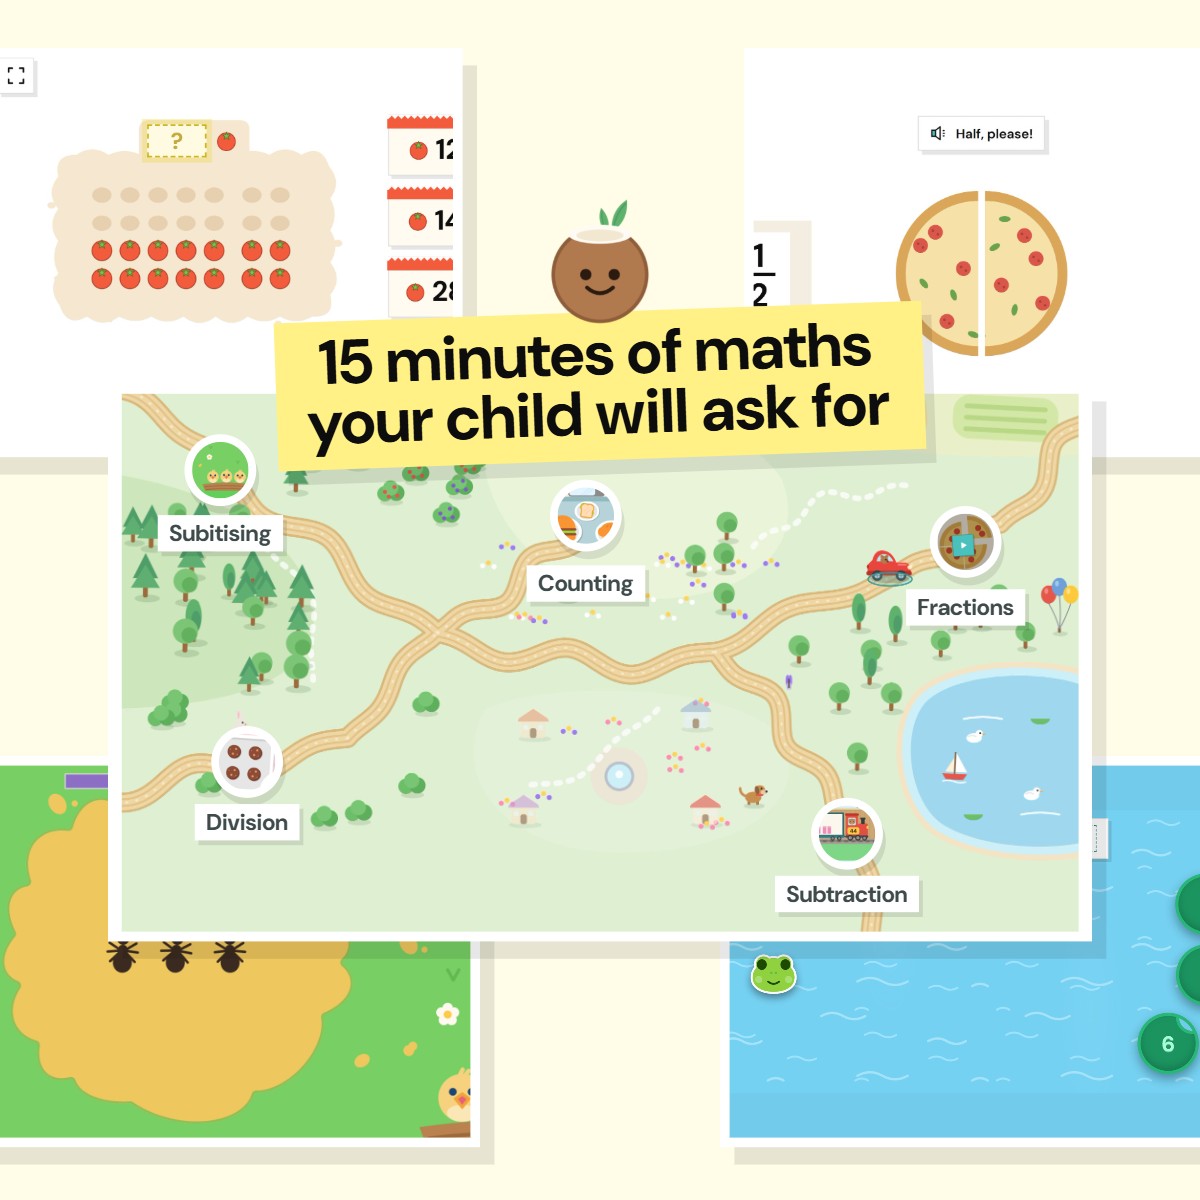 ?
12
14
28
Half, please!
1
2
15 minutes of maths
your child will ask for
Subitising
Counting
Fractions
Division
44
Subtraction
6